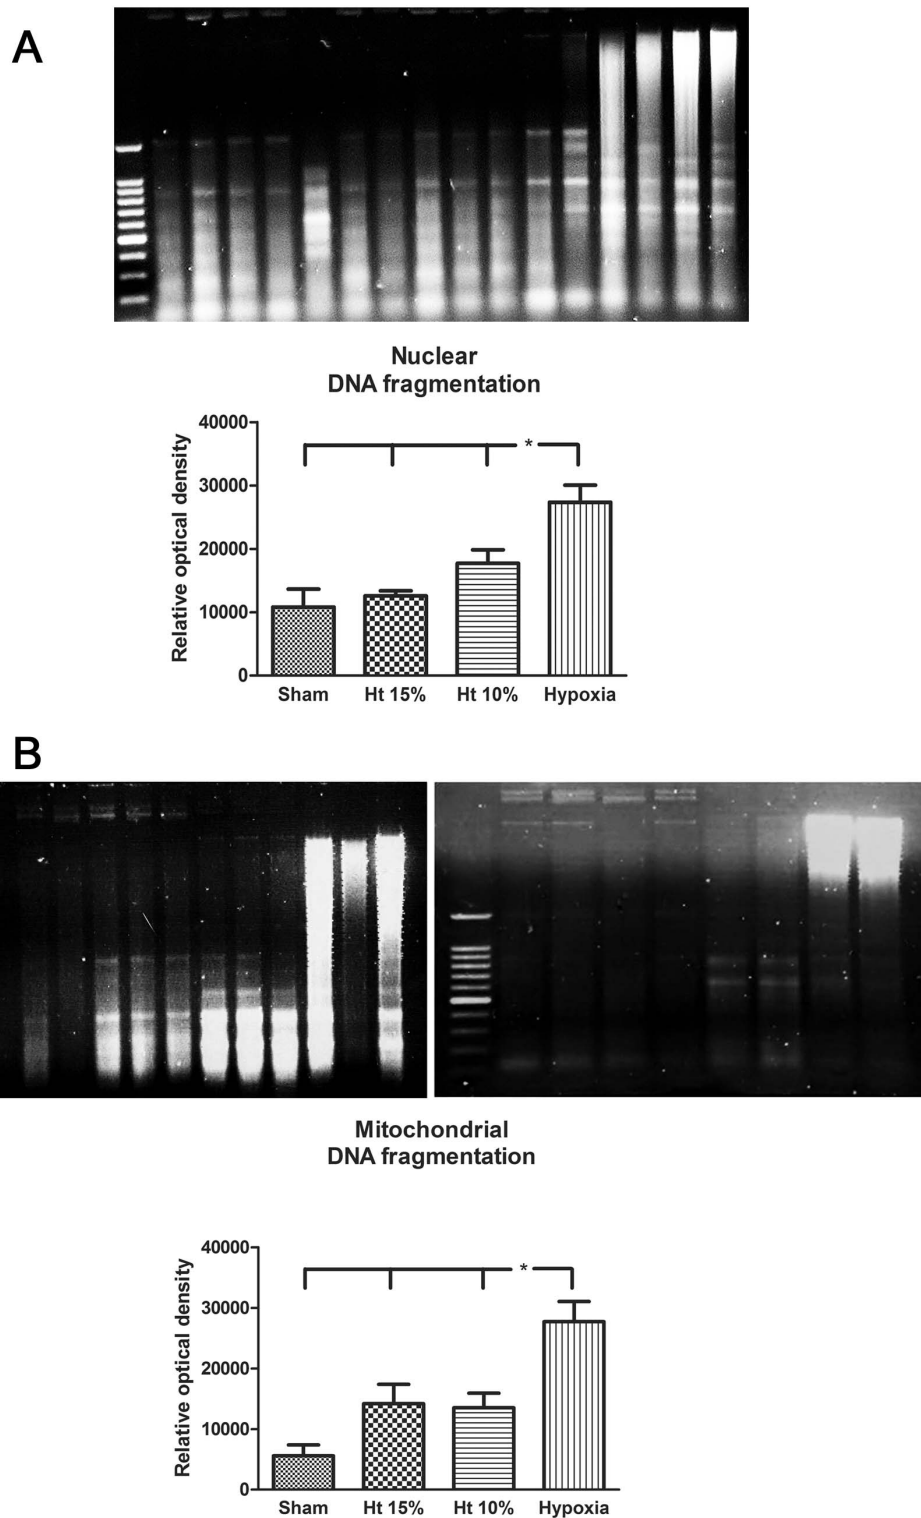 A
Nuclear
DNA fragmentation
Relative optical density
40000
30000
20000
10000
0
*
Sham
Ht 15%
Ht 10%
Hypoxia
B
Mitochondrial
DNA fragmentation
Relative optical density
40000
30000
20000
10000
0
*
Sham
Ht 15%
Ht 10%
Hypoxia